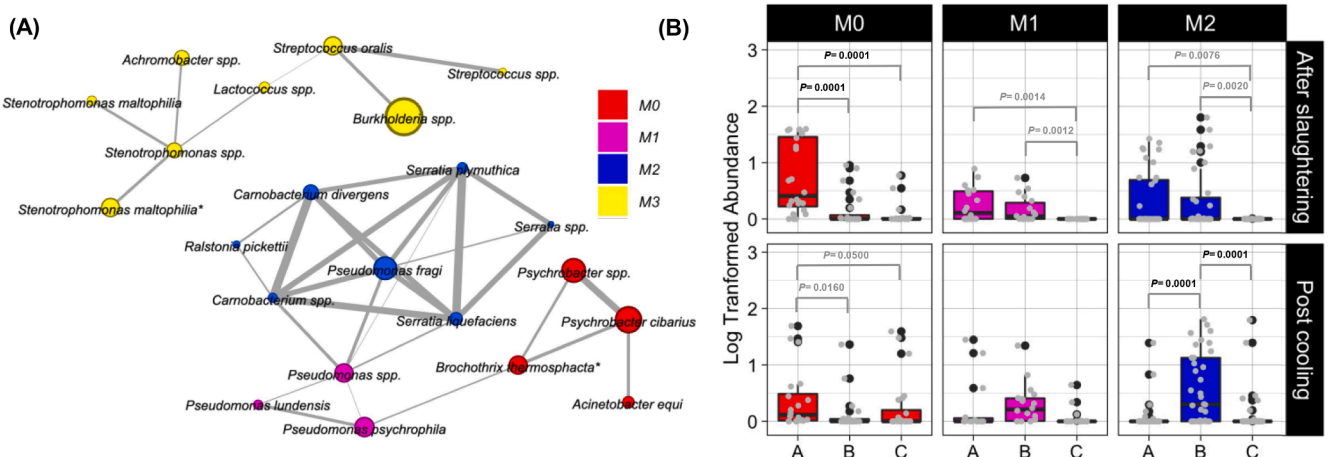 (A)
Achromobacter spp.
Streptococcus oralis
Streptococcus spp.
Stenotrophomonas maltophilia
Lactococcus spp.
Burkholderia spp.
Stenotrophomonas spp.
Stenotrophomonas maltophilia*
Serratia plymuthica
Carnobacterium divergens
Serratia spp.
Ralstonia pickettii
Pseudomonas fragi
Psychrobacter spp.
Carnobacterium spp.
Serratia liquefaciens
Psychrobacter cibarius
Brochothrix thermosphacta*
Pseudomonas spp.
Acinetobacter equi
Pseudomonas lundensis
Pseudomonas psychrophila
M0
M1
M2
M3
(B)
M0 M1 M2
Log Tranformed Abundance
3
2
1
0
P= 0.0001
P= 0.0001
P= 0.0014
P= 0.0012
P= 0.0076
P= 0.0020
After slaughtering
3
2
1
0
P= 0.0500
P= 0.0160
P= 0.0001
P= 0.0001
Post cooling
A B C A B C A B C